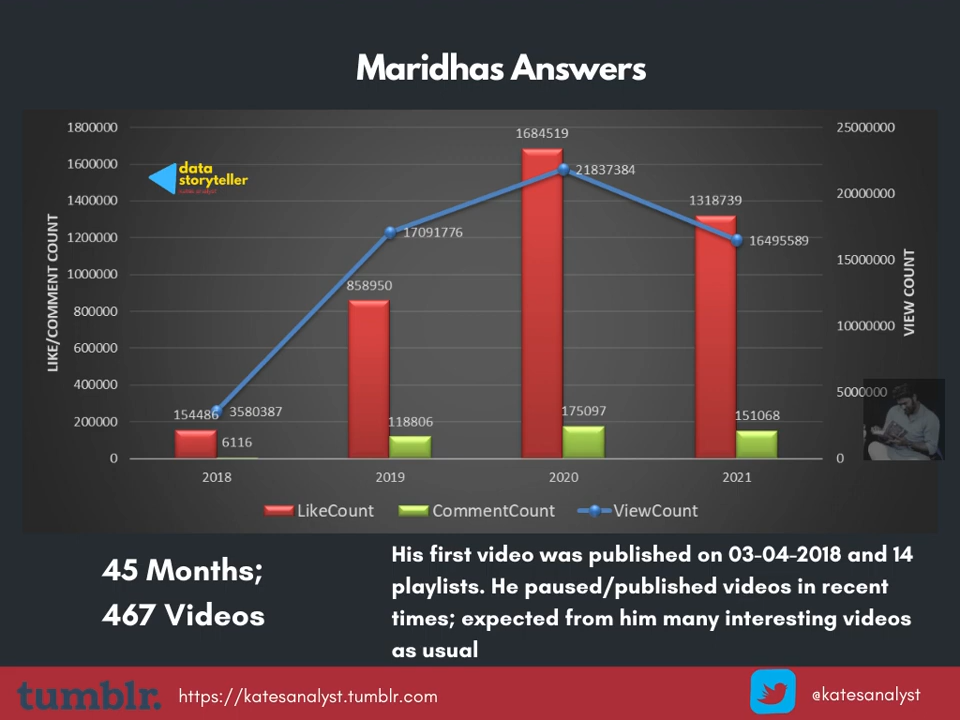 Maridhas Answers
data
storyteller
LIKE/COMMENT COUNT
1800000
1600000
1400000
1200000
1000000
800000
600000
400000
200000
0
154486
6116
3580387
858950
118806
17091776
1684519
175097
21837384
1318739
151068
16495589
2018 2019 2020 2021
25000000
20000000
15000000
10000000
5000000
0
VIEW COUNT
LikeCount CommentCount ViewCount
45 Months;
467 Videos
His first video was published on 03-04-2018 and 14
playlists. He paused/published videos in recent
times; expected from him many interesting videos
as usual
tumblr. https://katesanalyst.tumblr.com
@katesanalyst